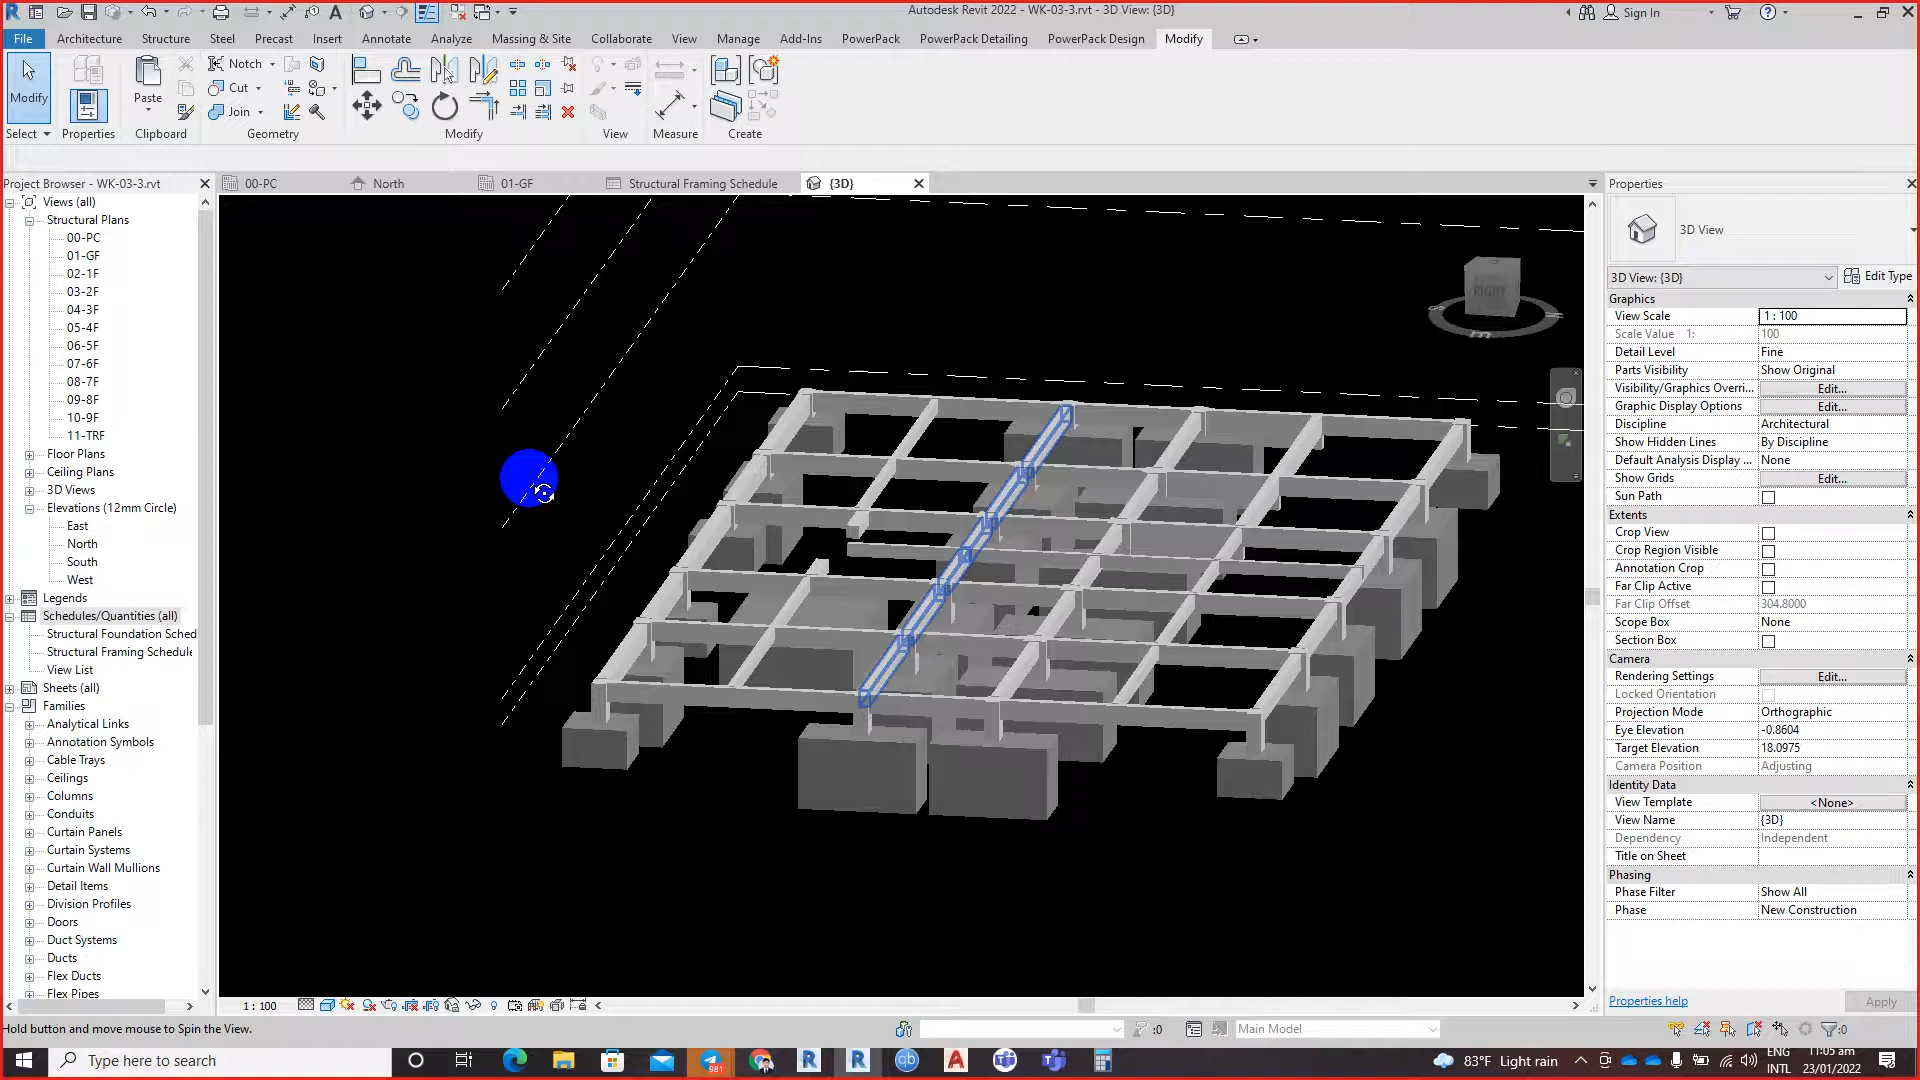 Autodesk Revit 2022 - WK-03-3.rvt - 3D View: {3D}
Sign In
File Architecture Structure Steel Precast Insert Annotate Analyze Massing & Site Collaborate View Manage Add-Ins PowerPack PowerPack Detailing PowerPack Design Modify
Modify Paste Notch Cut Join
Select Properties Clipboard Geometry Modify View Measure Create
Project Browser - WK-03-3.rvt
00-PC North 01-GF Structural Framing Schedule {3D}
Views (all)
Structural Plans
00-PC
01-GF
02-1F
03-2F
04-3F
05-4F
06-5F
07-6F
08-7F
09-8F
10-9F
11-TRF
Floor Plans
Ceiling Plans
3D Views
Elevations (12mm Circle)
East
North
South
West
Legends
Schedules/Quantities (all)
Structural Foundation Sched
Structural Framing Schedule
View List
Sheets (all)
Families
Analytical Links
Annotation Symbols
Cable Trays
Ceilings
Columns
Conduits
Curtain Panels
Curtain Systems
Curtain Wall Mullions
Detail Items
Division Profiles
Doors
Duct Systems
Ducts
Flex Ducts
Flex Pipes
RIGHT
Properties
3D View
3D View: {3D} Edit Type
Graphics
View Scale 1 : 100
Scale Value 1: 100
Detail Level Fine
Parts Visibility Show Original
Visibility/Graphics Overri... Edit...
Graphic Display Options Edit...
Discipline Architectural
Show Hidden Lines By Discipline
Default Analysis Display ... None
Show Grids Edit...
Sun Path
Extents
Crop View
Crop Region Visible
Annotation Crop
Far Clip Active
Far Clip Offset 304.8000
Scope Box None
Section Box
Camera
Rendering Settings Edit...
Locked Orientation
Projection Mode Orthographic
Eye Elevation -0.8604
Target Elevation 18.0975
Camera Position Adjusting
Identity Data
View Template <None>
View Name {3D}
Dependency Independent
Title on Sheet
Phasing
Phase Filter Show All
Phase New Construction
Properties help Apply
1 : 100
Hold button and move mouse to Spin the View.
:0 Main Model :0
Type here to search
981
83°F Light rain
ENG
INTL
11:05 am
23/01/2022